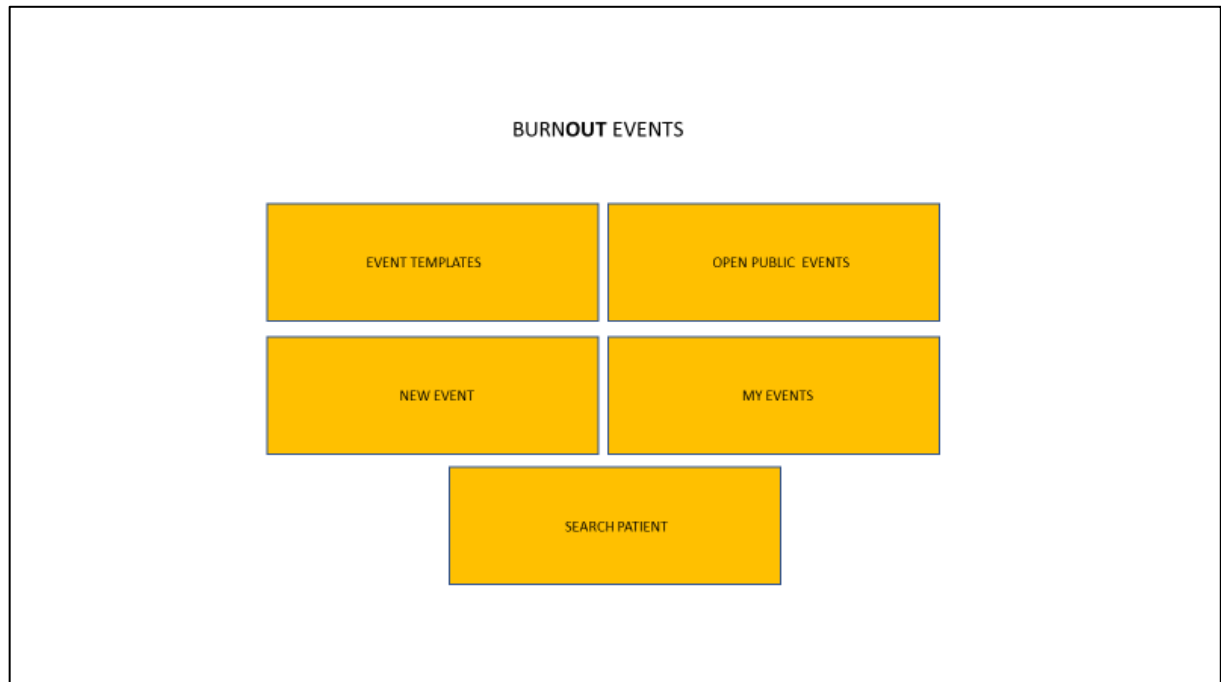 BURNOUT EVENTS
EVENT TEMPLATES
OPEN PUBLIC  EVENTS
NEW EVENT
MY EVENTS
SEARCH PATIENT